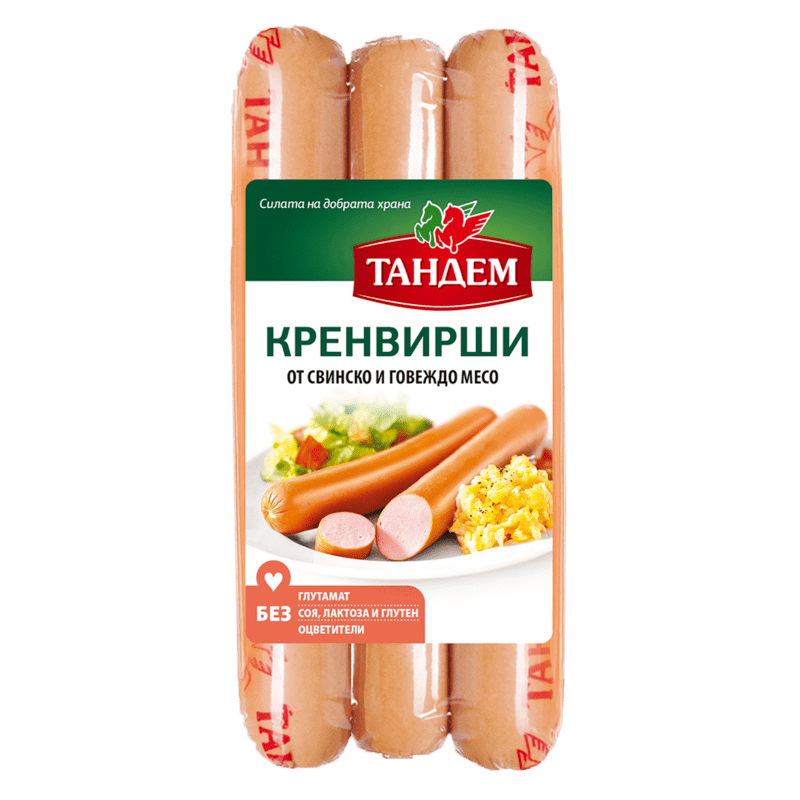 Силата на добрата храна
ТАНДЕМ
КРЕНВИРШИ
ОТ СВИНСКО И ГОВЕЖДО МЕСО
БЕЗ
ГЛУТАМАТ
СОЯ, ЛАКТОЗА И ГЛУТЕН
ОЦВЕТИТЕЛИ